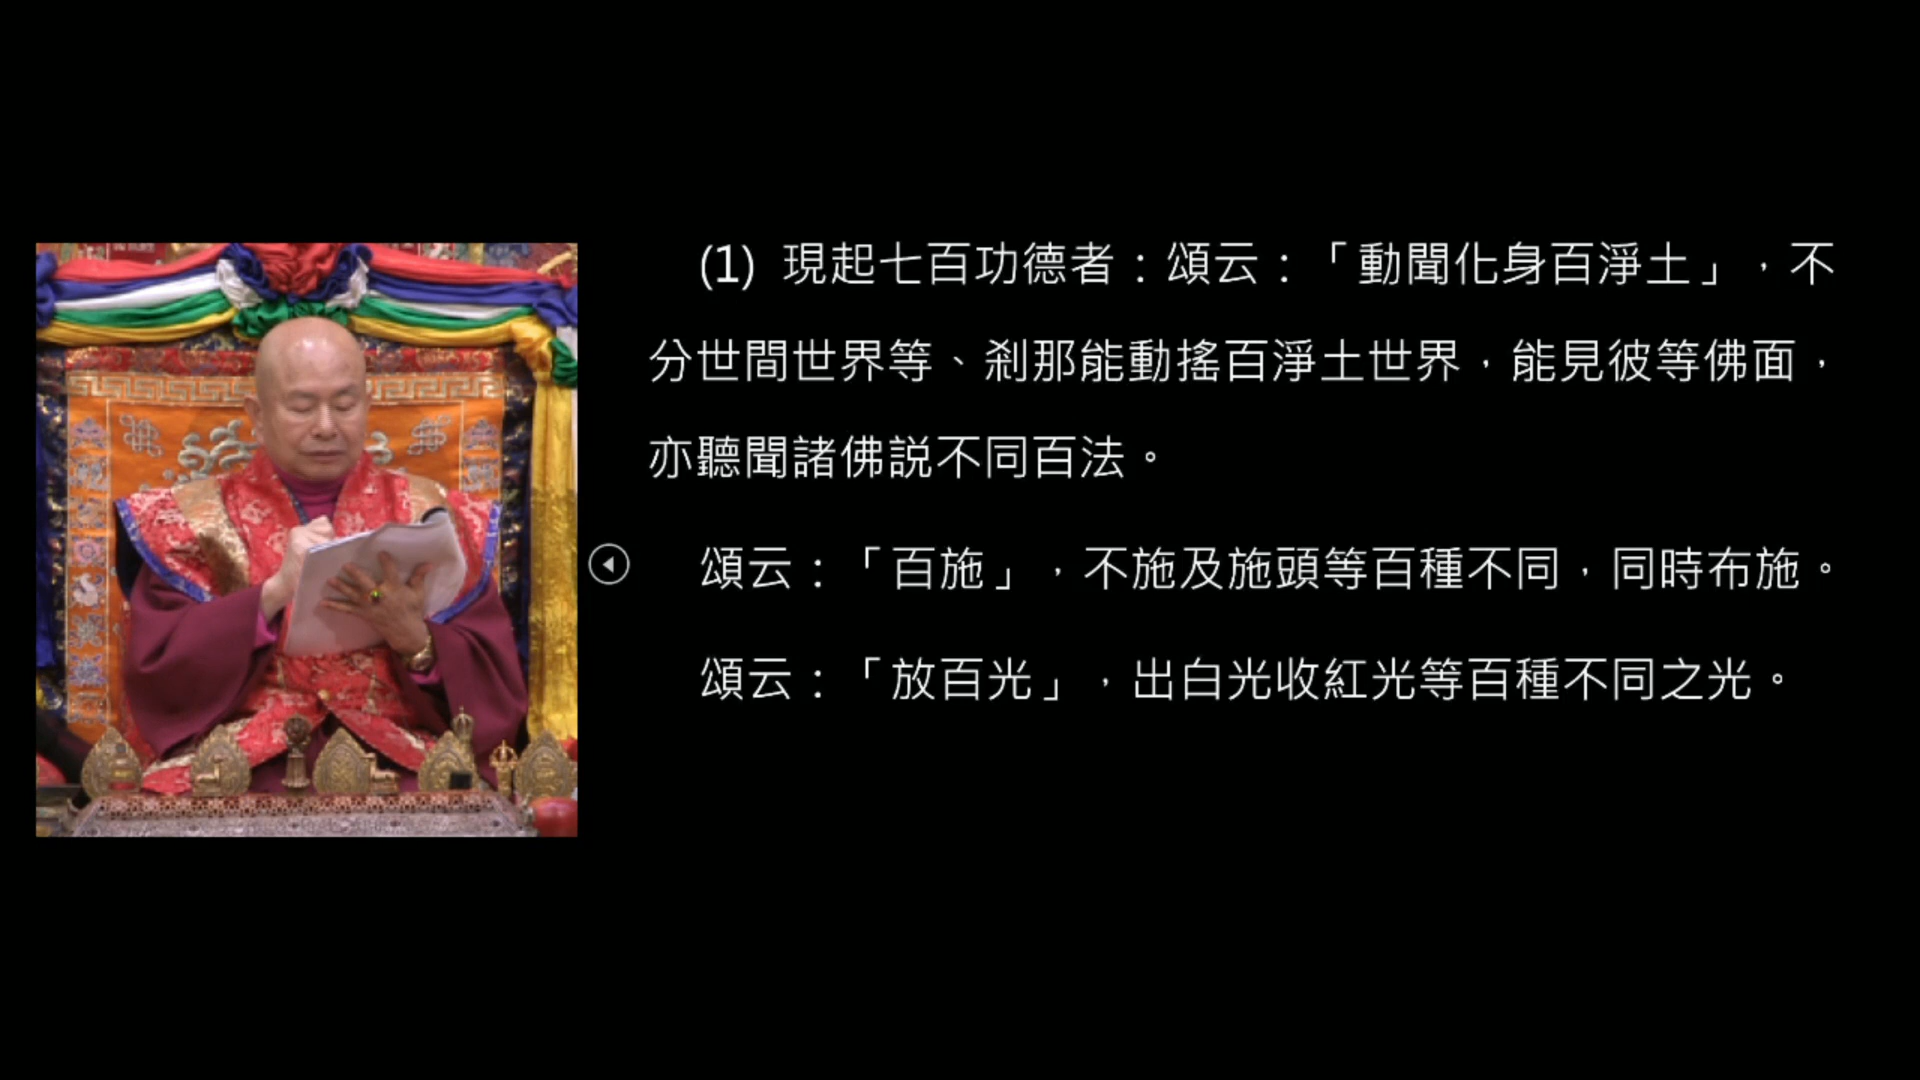 (1) 現起七百功德者：頌云：「動聞化身百淨土」，不
分世間世界等、剎那能動搖百淨土世界，能見彼等佛面，
亦聽聞諸佛說不同百法。
頌云：「百施」，不施及施頭等百種不同，同時布施。
頌云：「放百光」，出白光收紅光等百種不同之光。